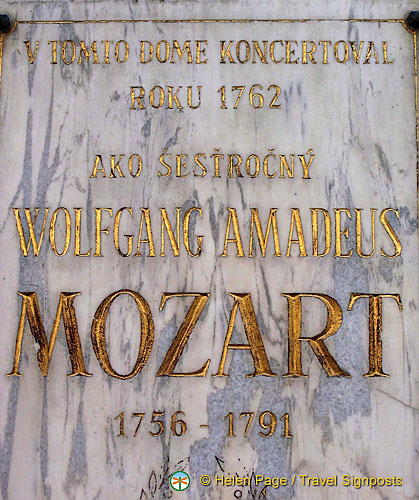 V TOMTO DOME KONCERTOVAL
ROKU 1762
AKO ŠESŤROČNÝ
WOLFGANG AMADEUS
MOZART
1756 - 1791
© Helen Page / Travel Signposts